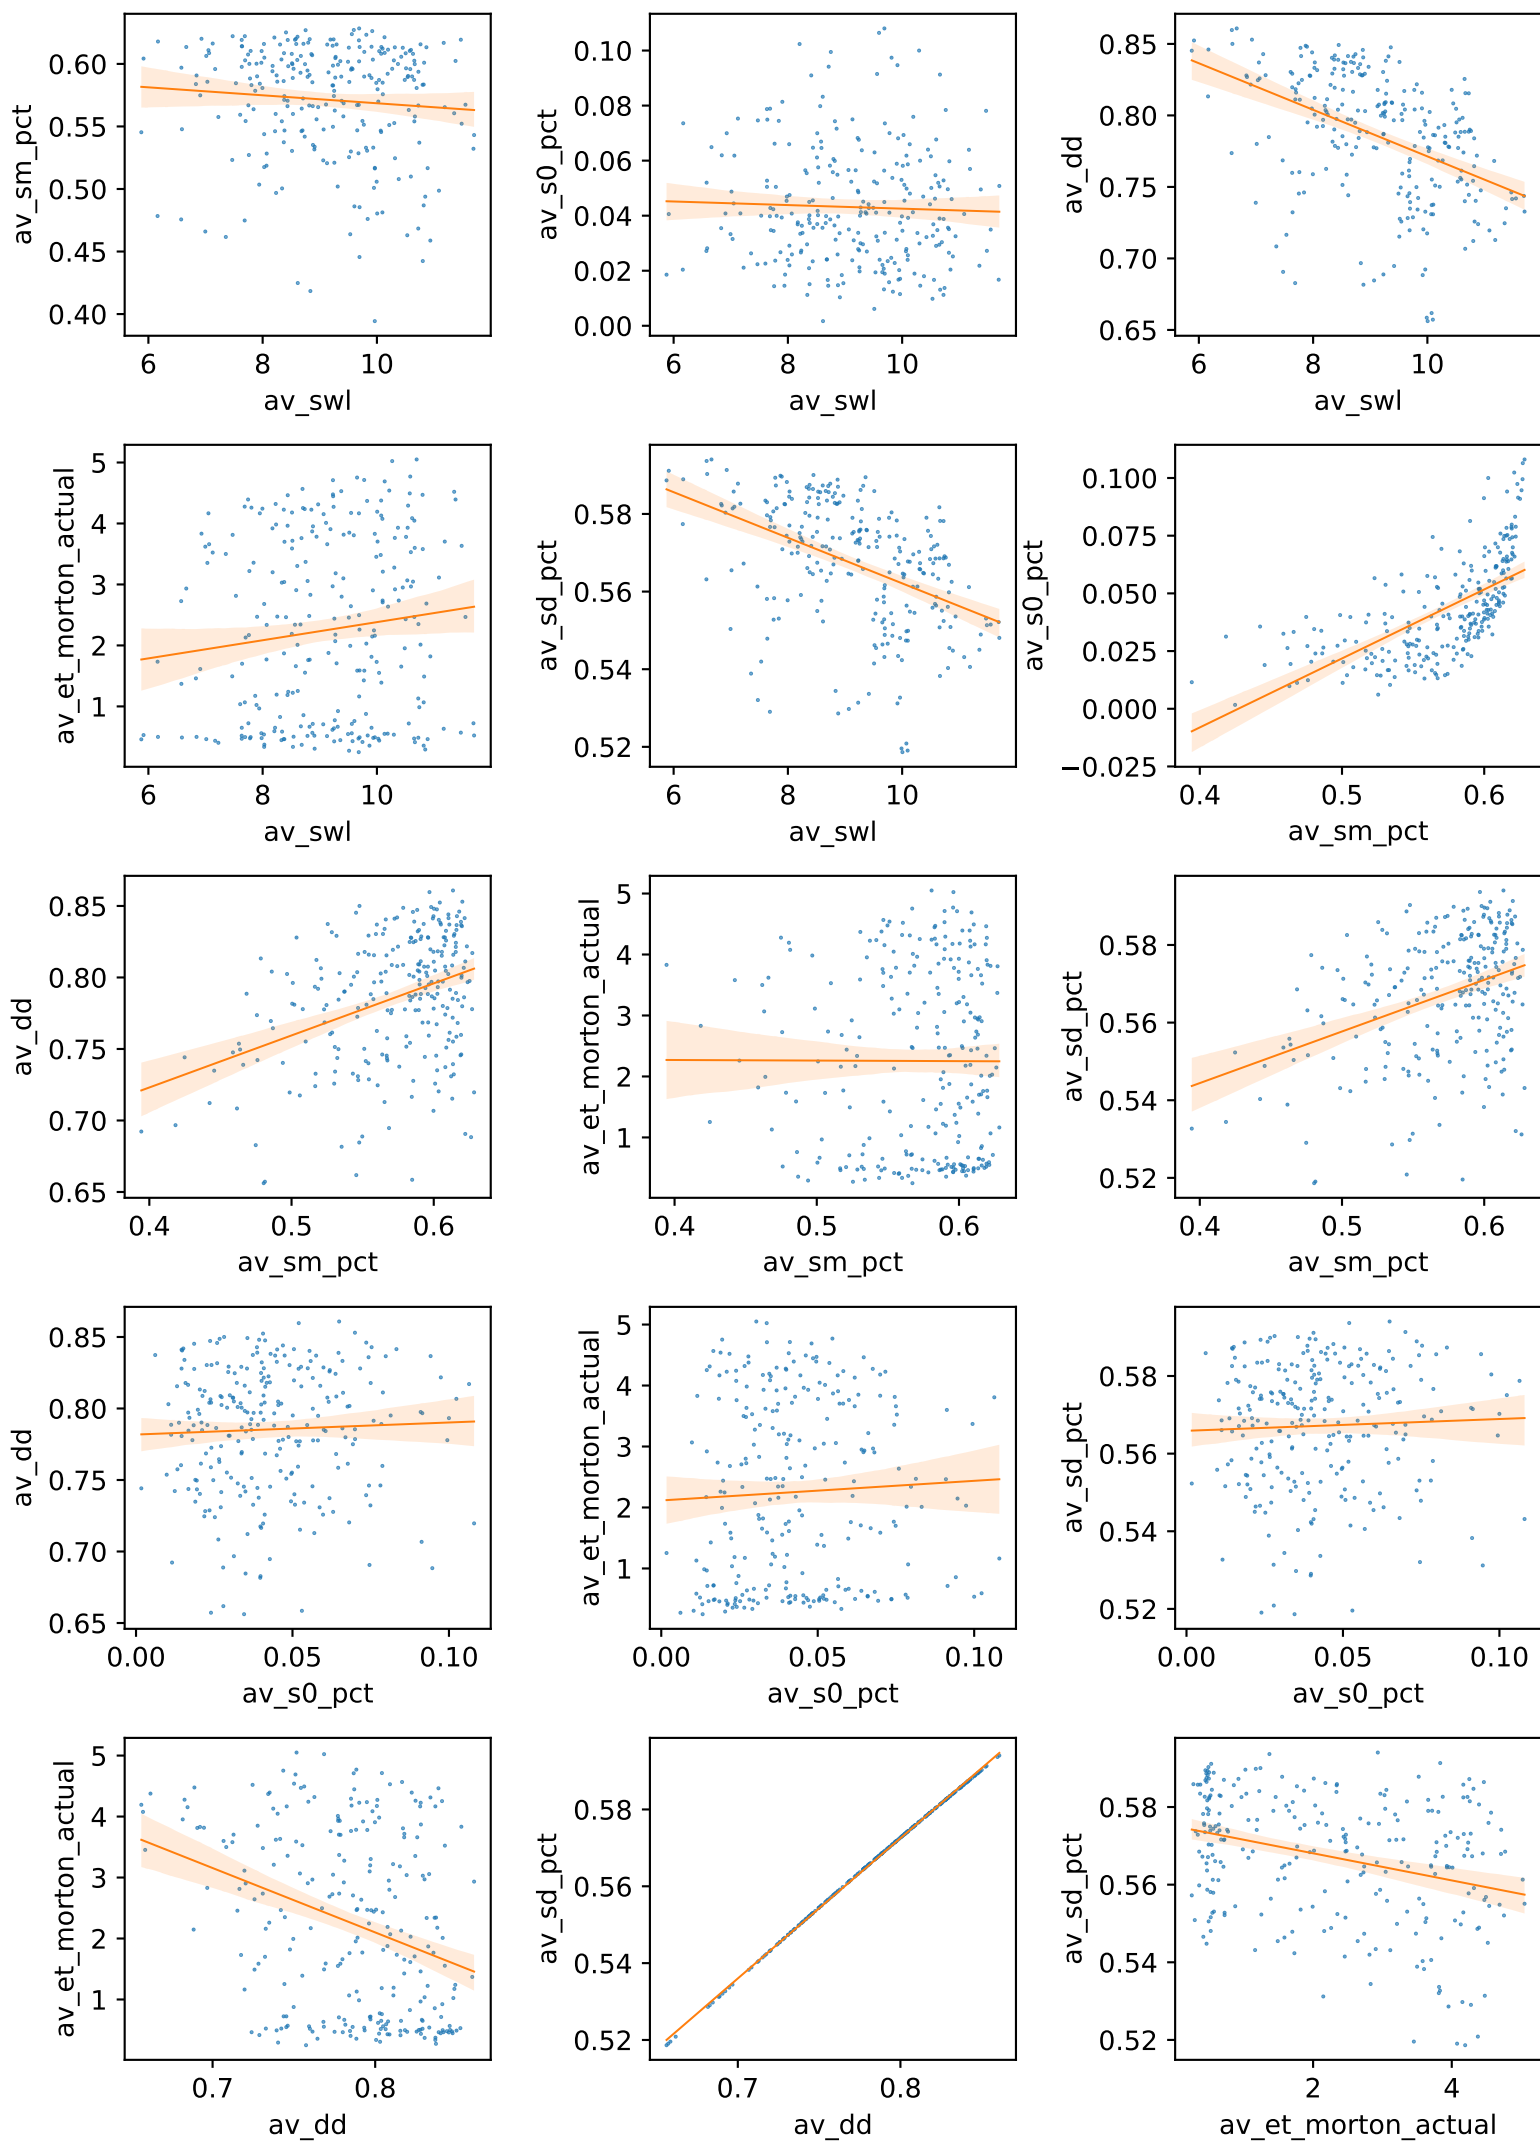 0.60
0.55
0.50
0.45
0.40
av_sm_pct
6 8 10
av_swl
0.10
0.08
0.06
0.04
0.02
0.00
av_s0_pct
6 8 10
av_swl
0.85
0.80
0.75
0.70
0.65
av_dd
6 8 10
av_swl
5
4
3
2
1
av_et_morton_actual
6 8 10
av_swl
0.58
0.56
0.54
0.52
av_sd_pct
6 8 10
av_swl
0.100
0.075
0.050
0.025
0.000
−0.025
av_s0_pct
0.4 0.5 0.6
av_sm_pct
0.85
0.80
0.75
0.70
0.65
av_dd
0.4 0.5 0.6
av_sm_pct
5
4
3
2
1
av_et_morton_actual
0.4 0.5 0.6
av_sm_pct
0.58
0.56
0.54
0.52
av_sd_pct
0.4 0.5 0.6
av_sm_pct
0.85
0.80
0.75
0.70
0.65
av_dd
0.00 0.05 0.10
av_s0_pct
5
4
3
2
1
av_et_morton_actual
0.00 0.05 0.10
av_s0_pct
0.58
0.56
0.54
0.52
av_sd_pct
0.00 0.05 0.10
av_s0_pct
5
4
3
2
1
av_et_morton_actual
0.7 0.8
av_dd
0.58
0.56
0.54
0.52
av_sd_pct
0.7 0.8
av_dd
0.58
0.56
0.54
0.52
av_sd_pct
2 4
av_et_morton_actual